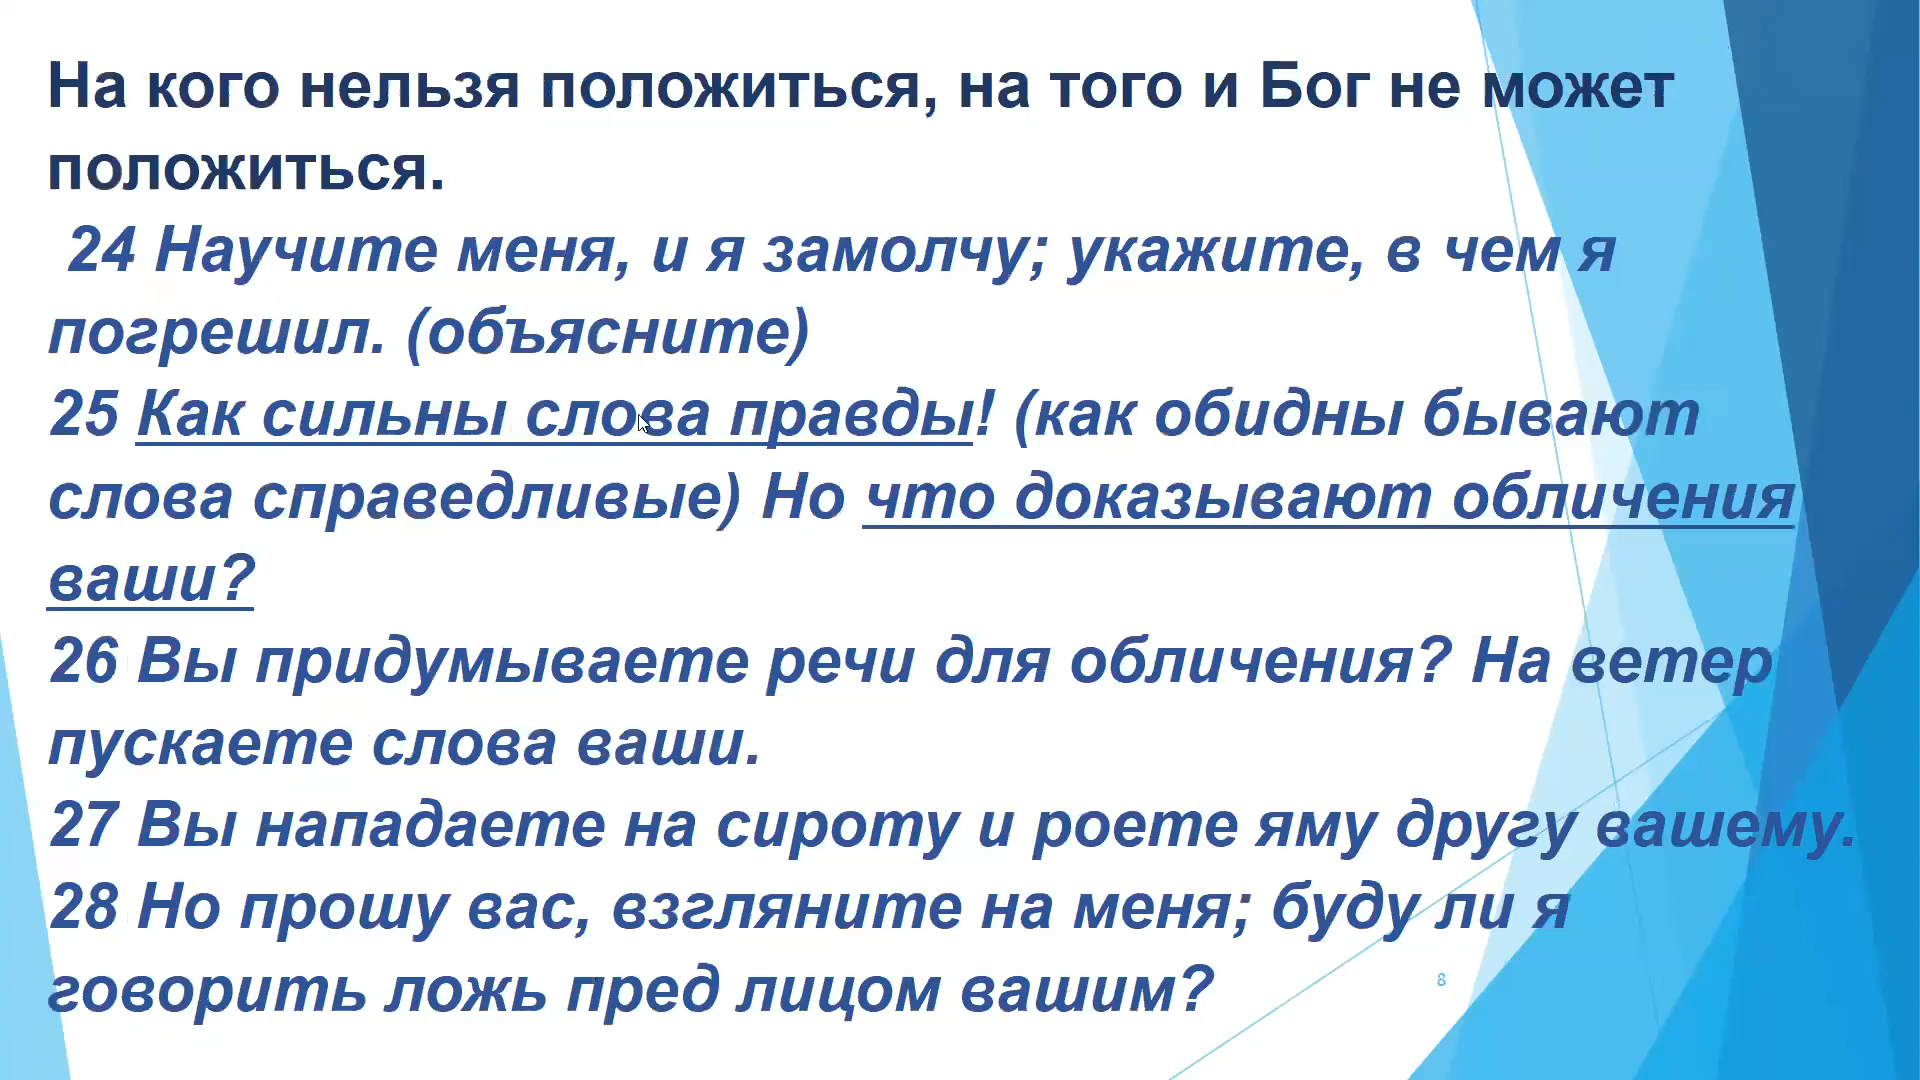 На кого нельзя положиться, на того и Бог не может
положиться.
24 Научите меня, и я замолчу; укажите, в чем я
погрешил. (объясните)
25 Как сильны слова правды! (как обидны бывают
слова справедливые) Но что доказывают обличения
ваши?
26 Вы придумываете речи для обличения? На ветер
пускаете слова ваши.
27 Вы нападаете на сироту и роете яму другу вашему.
28 Но прошу вас, взгляните на меня; буду ли я
говорить ложь пред лицом вашим?
8